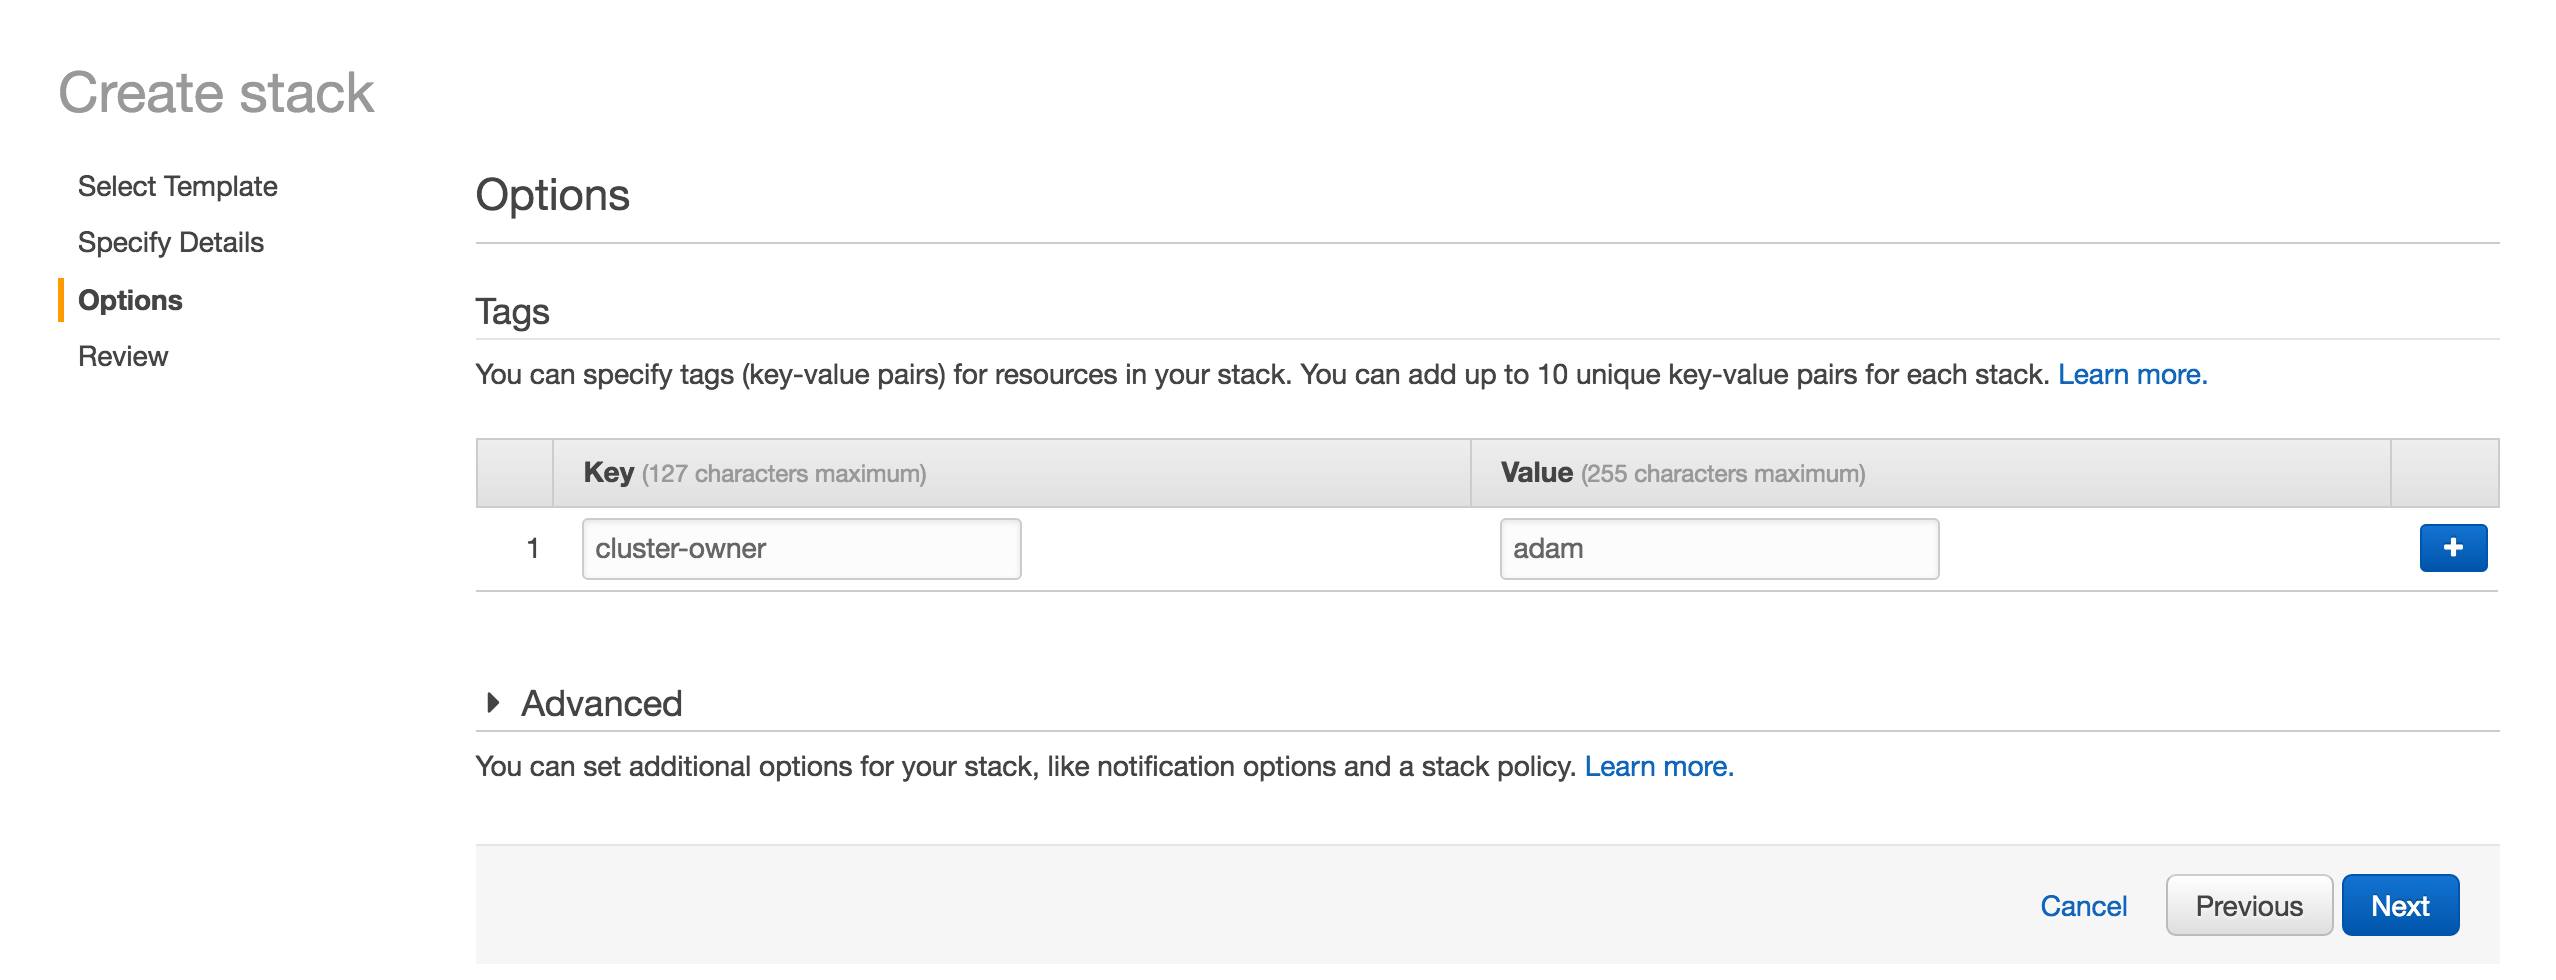 Create stack
Select Template
Specify Details
Options
Review
Options
Tags
You can specify tags (key-value pairs) for resources in your stack. You can add up to 10 unique key-value pairs for each stack. Learn more.
Key (127 characters maximum) Value (255 characters maximum)
1 cluster-owner adam +
Advanced
You can set additional options for your stack, like notification options and a stack policy. Learn more.
Cancel Previous Next